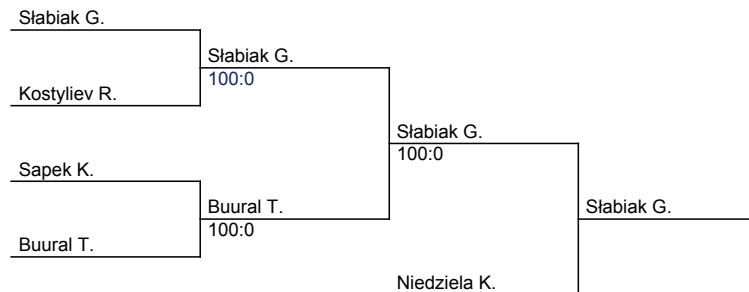 Słabiak G.
Słabiak G.
100:0
Kostyliev R.
Słabiak G.
100:0
Sapek K.
Buural T.
100:0
Słabiak G.
Buural T.
Niedziela K.